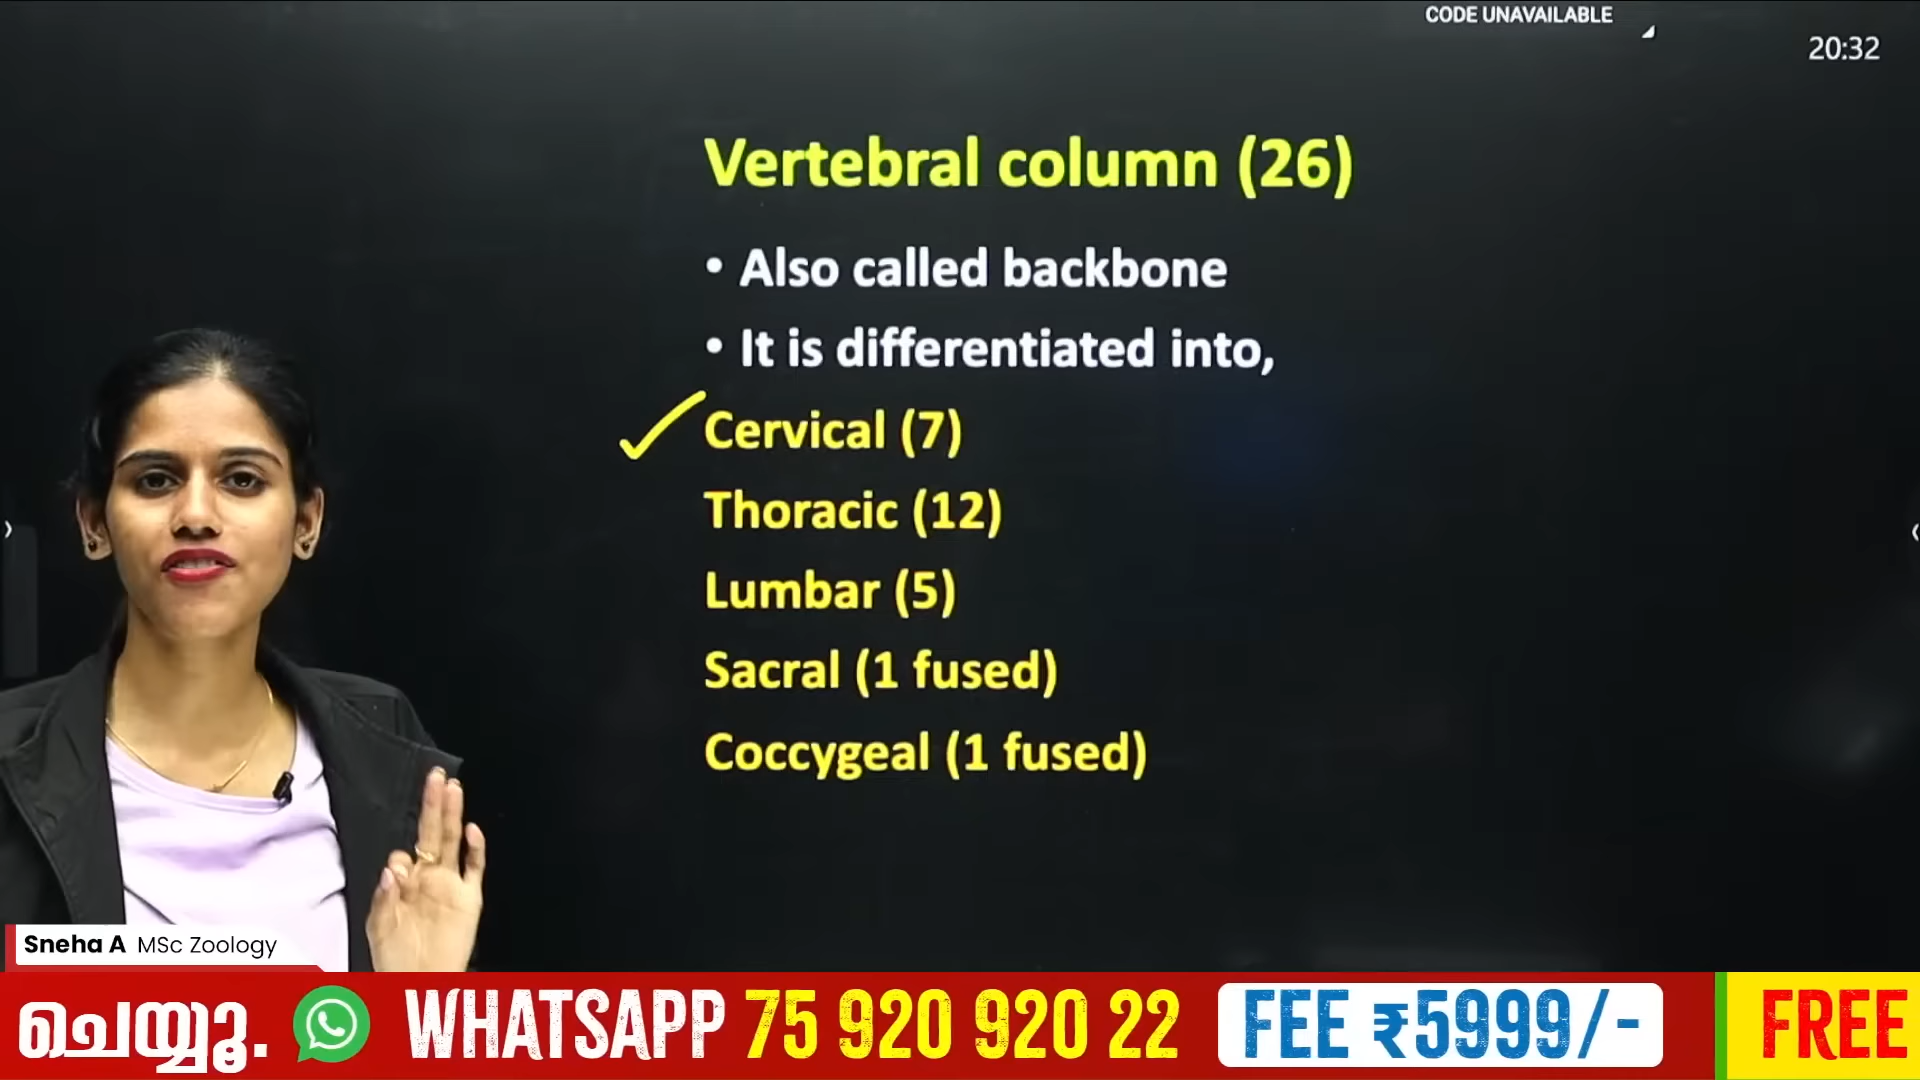 CODE UNAVAILABLE
20:32
Vertebral column (26)
• Also called backbone
• It is differentiated into,
Cervical (7)
Thoracic (12)
Lumbar (5)
Sacral (1 fused)
Coccygeal (1 fused)
Sneha A MSc Zoology
ചെയ്യൂ. WHATSAPP 75 920 920 22 FEE ₹5999/- FREE